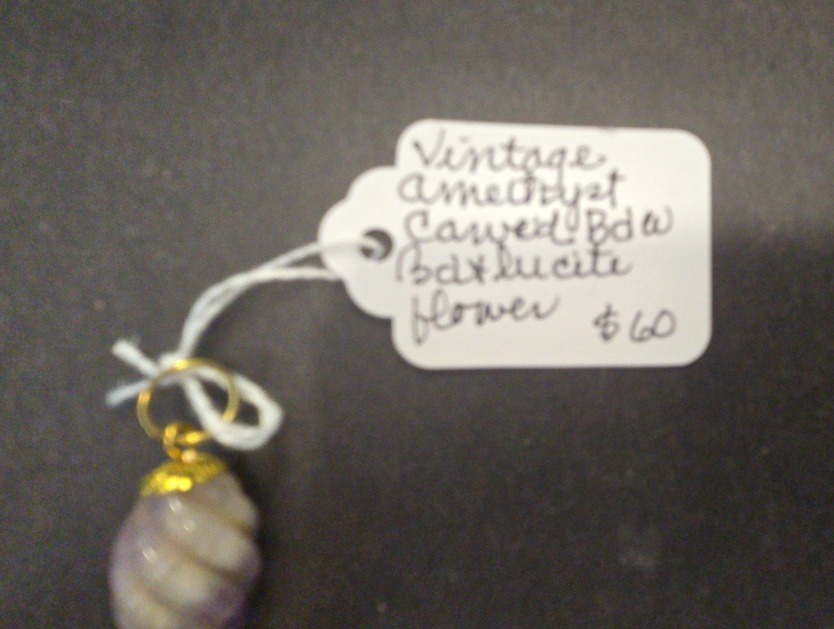 Vintage
amethyst
Carved Bd w
Bd & lucite
flower $60